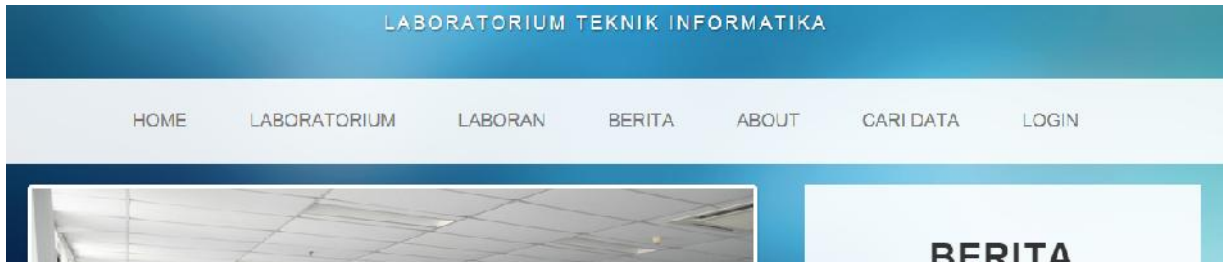 LABORATORIUM TEKNIK INFORMATIKA
HOME LABORATORIUM LABORAN BERITA ABOUT CARI DATA LOGIN
BERITA